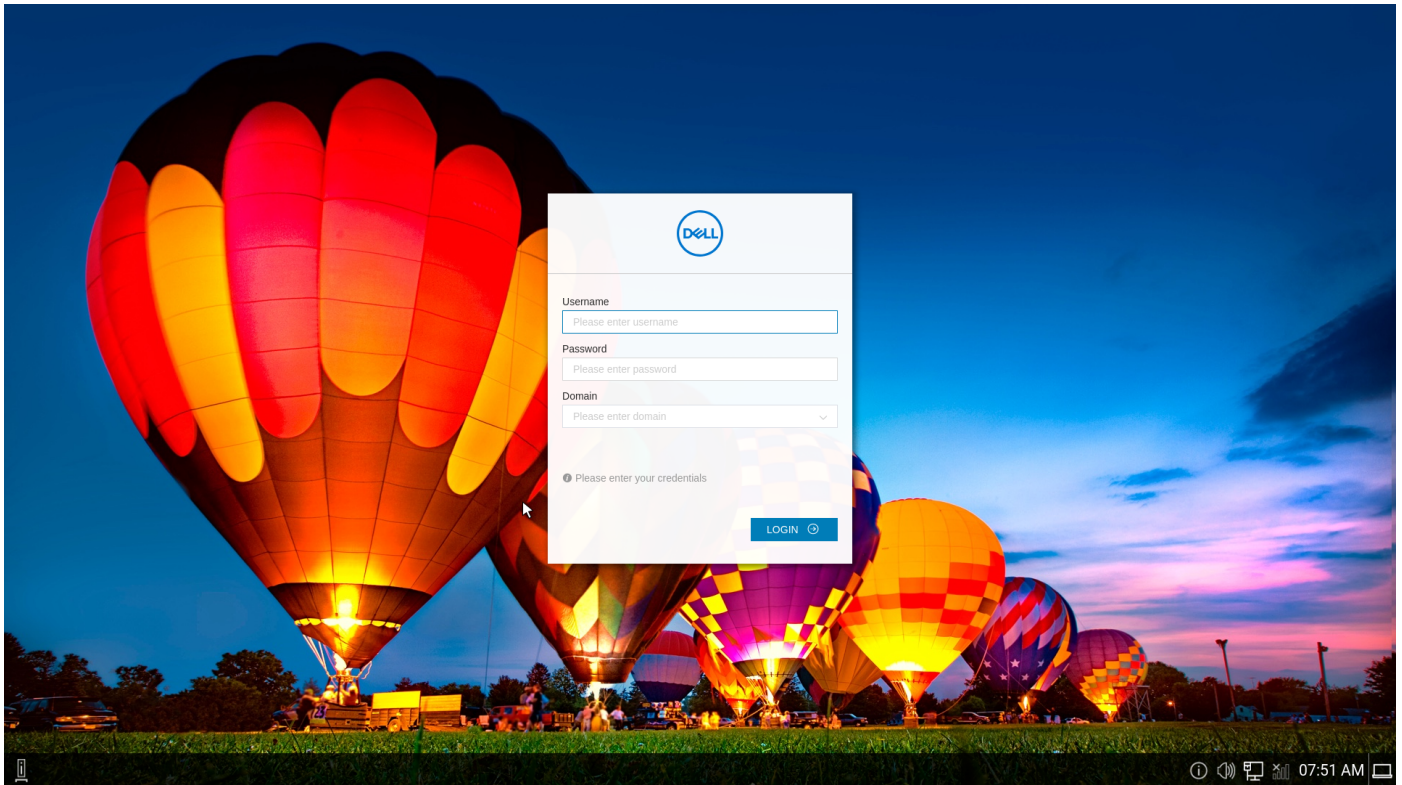 DELL
Username
Please enter username
Password
Please enter password
Domain
Please enter domain
Please enter your credentials
LOGIN
07:51 AM